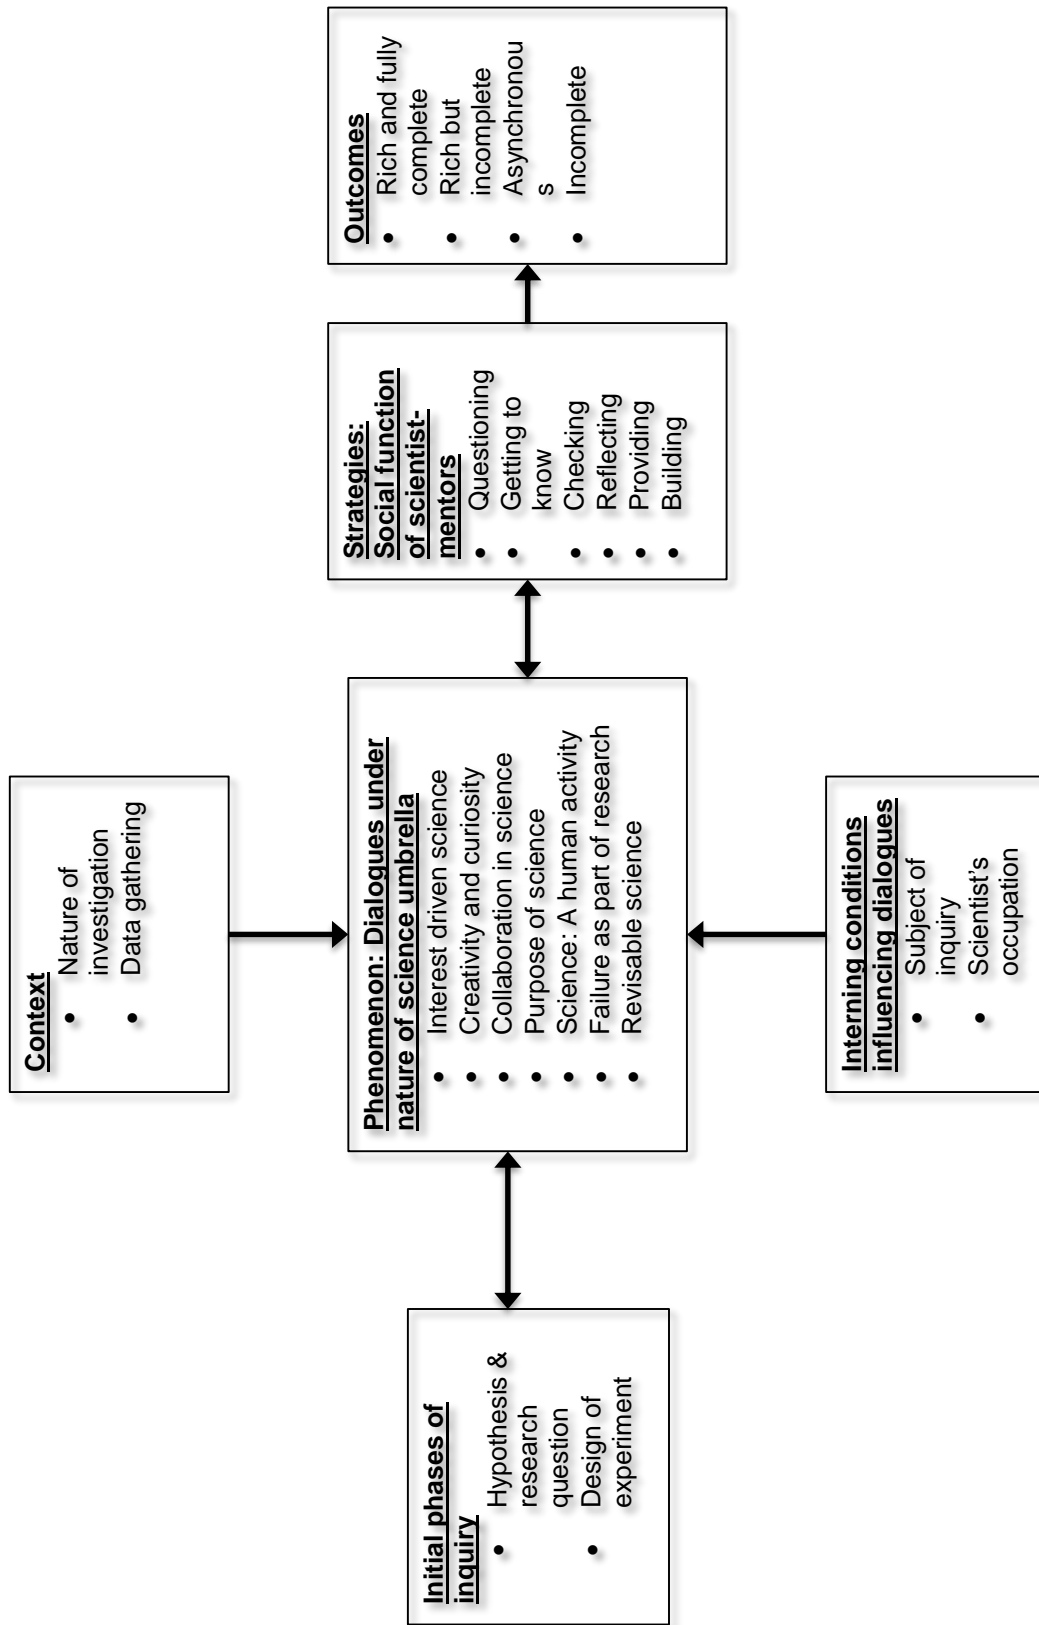 Context
Nature of
investigation
Data gathering
Initial phases of
inquiry
Hypothesis &
research
question
Design of
experiment
Phenomenon: Dialogues under
nature of science umbrella
Interest driven science
Creativity and curiosity
Collaboration in science
Purpose of science
Science: A human activity
Failure as part of research
Revisable science
Strategies:
Social function
of scientist-
mentors
Questioning
Getting to
know
Checking
Reflecting
Providing
Building
Outcomes
Rich and fully
complete
Rich but
incomplete
Asynchronou
s
Incomplete
Interning conditions
influencing dialogues
Subject of
inquiry
Scientist's
occupation